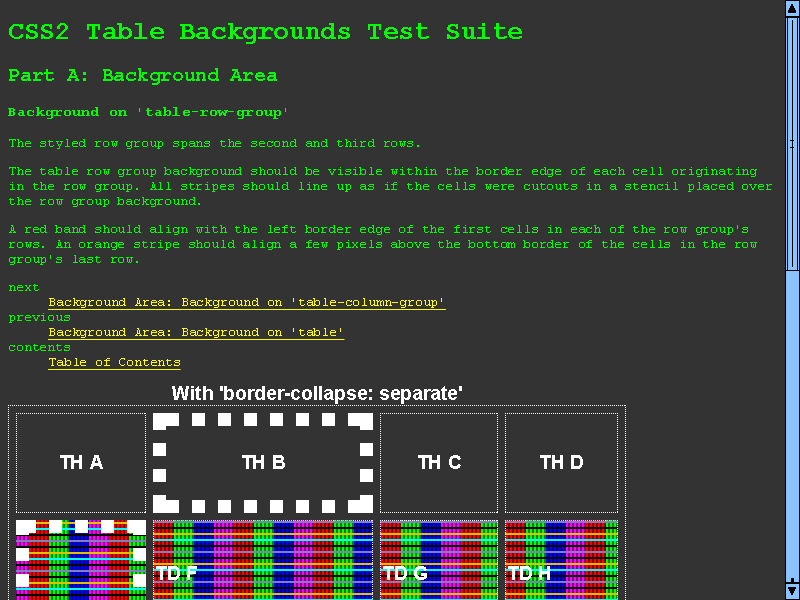 CSS2 Table Backgrounds Test Suite
Part A: Background Area
Background on 'table-row-group'
The styled row group spans the second and third rows.
The table row group background should be visible within the border edge of each cell originating
in the row group. All stripes should line up as if the cells were cutouts in a stencil placed over
the row group background.
A red band should align with the left border edge of the first cells in each of the row group's
rows. An orange stripe should align a few pixels above the bottom border of the cells in the row
group's last row.
next
Background Area: Background on 'table-column-group'
previous
Background Area: Background on 'table'
contents
Table of Contents
With 'border-collapse: separate'
TH A TH B TH C TH D
TD F TD G TD H